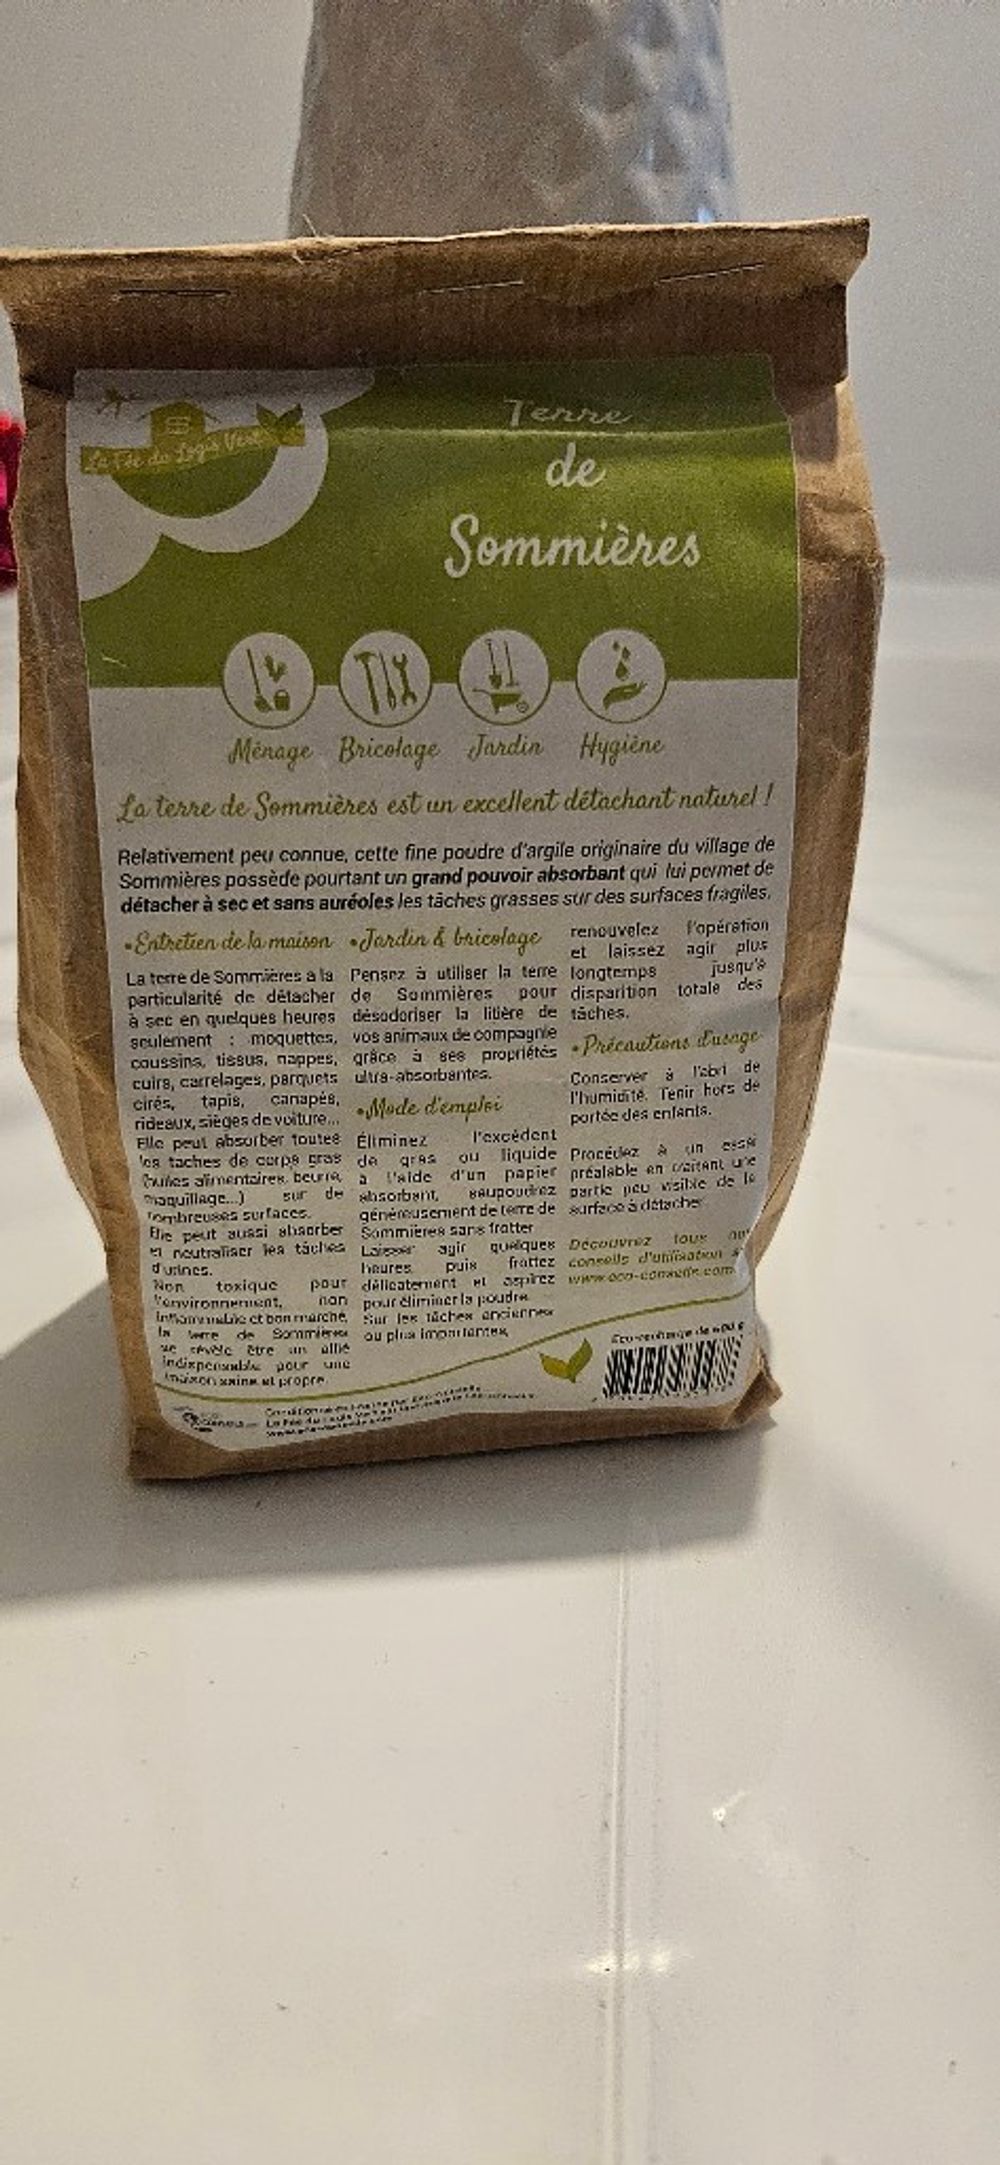 La Fée du Logis Vert
Terre
de
Sommières
Ménage Bricolage Jardin Hygiène
La terre de Sommières est un excellent détachant naturel !
Relativement peu connue, cette fine poudre d'argile originaire du village de
Sommières possède pourtant un grand pouvoir absorbant qui lui permet de
détacher à sec et sans auréoles les tâches grasses sur des surfaces fragiles.
•Entretien de la maison
La terre de Sommières a la
particularité de détacher
à sec en quelques heures
seulement : moquettes,
coussins, tissus, nappes,
cuirs, carrelages, parquets
cirés, tapis, canapés,
rideaux, sièges de voiture...
Elle peut absorber toutes
les taches de corps gras
(huiles alimentaires, beurre,
maquillage...) sur de
nombreuses surfaces.
Elle peut aussi absorber
et neutraliser les tâches
d'urines.
Non toxique pour
l'environnement, non
inflammable et bon marché,
la terre de Sommières
se révèle être un allié
indispensable pour une
maison saine et propre.
•Jardin & bricolage
Pensez à utiliser la terre
de Sommières pour
désodoriser la litière de
vos animaux de compagnie
grâce à ses propriétés
ultra-absorbantes.
•Mode d'emploi
Éliminez l'excédent
de gras ou liquide
à l'aide d'un papier
absorbant, saupoudrez
généreusement de terre de
Sommières sans frotter
Laisser agir quelques
heures puis frottez
délicatement et aspirez
pour éliminer la poudre.
Sur les tâches anciennes
ou plus importantes,
renouvelez l'opération
et laissez agir plus
longtemps jusqu'à
disparition totale des
tâches.
•Précautions d'usage
Conserver à l'abri de
l'humidité. Tenir hors de
portée des enfants.
Procédez à un essai
préalable en traitant une
partie peu visible de la
surface à détacher.
Découvrez tous nos
conseils d'utilisation s
www.eco-conseils.com
Eco-recharge de 400 g